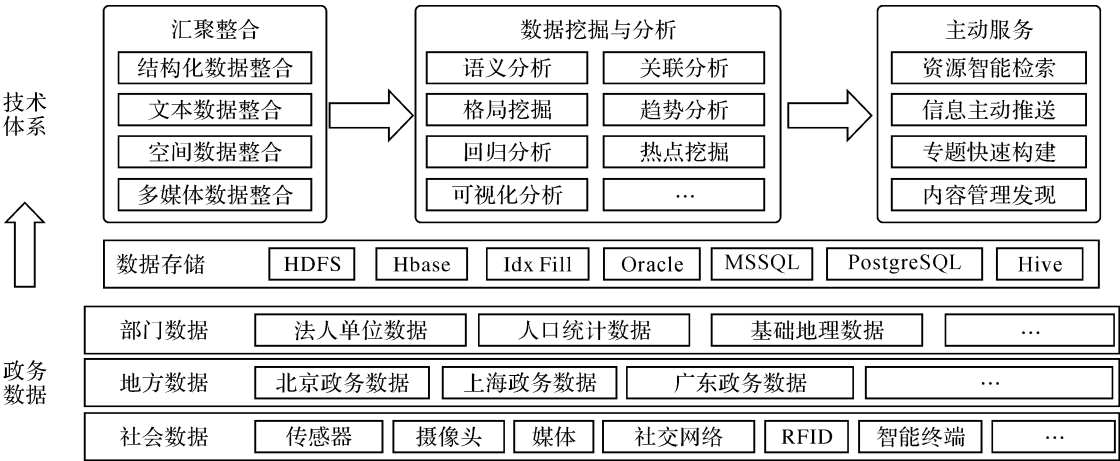 汇聚整合
结构化数据整合
文本数据整合
空间数据整合
多媒体数据整合
数据挖掘与分析
语义分析 关联分析
格局挖掘 趋势分析
回归分析 热点挖掘
可视化分析 …
主动服务
资源智能检索
信息主动推送
专题快速构建
内容管理发现
技术
体系
数据存储 HDFS Hbase Idx Fill Oracle MSSQL PostgreSQL Hive
部门数据 法人单位数据 人口统计数据 基础地理数据 …
政务
数据
地方数据 北京政务数据 上海政务数据 广东政务数据 …
社会数据 传感器 摄像头 媒体 社交网络 RFID 智能终端 …